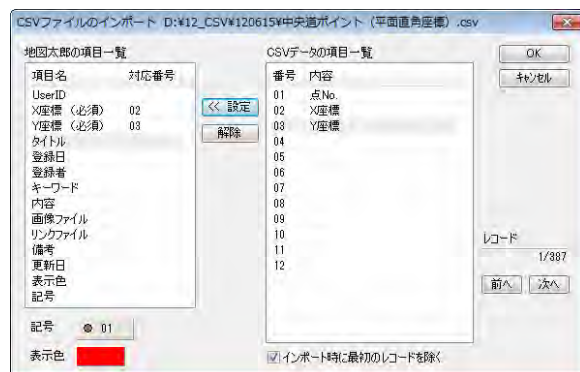 CSVファイルのインポート D:¥12_CSV¥120615¥中央道ポイント（平面直角座標）.csv
地図太郎の項目一覧
項目名 対応番号
UserID
X座標（必須） 02
Y座標（必須） 03
タイトル
登録日
登録者
キーワード
内容
画像ファイル
リンクファイル
備考
更新日
表示色
記号
記号 01
表示色
<< 設定
解除
CSVデータの項目一覧
番号 内容
01 点No.
02 X座標
03 Y座標
04
05
06
07
08
09
10
11
12
インポート時に最初のレコードを除く
OK
キャンセル
レコード
1/387
前へ 次へ